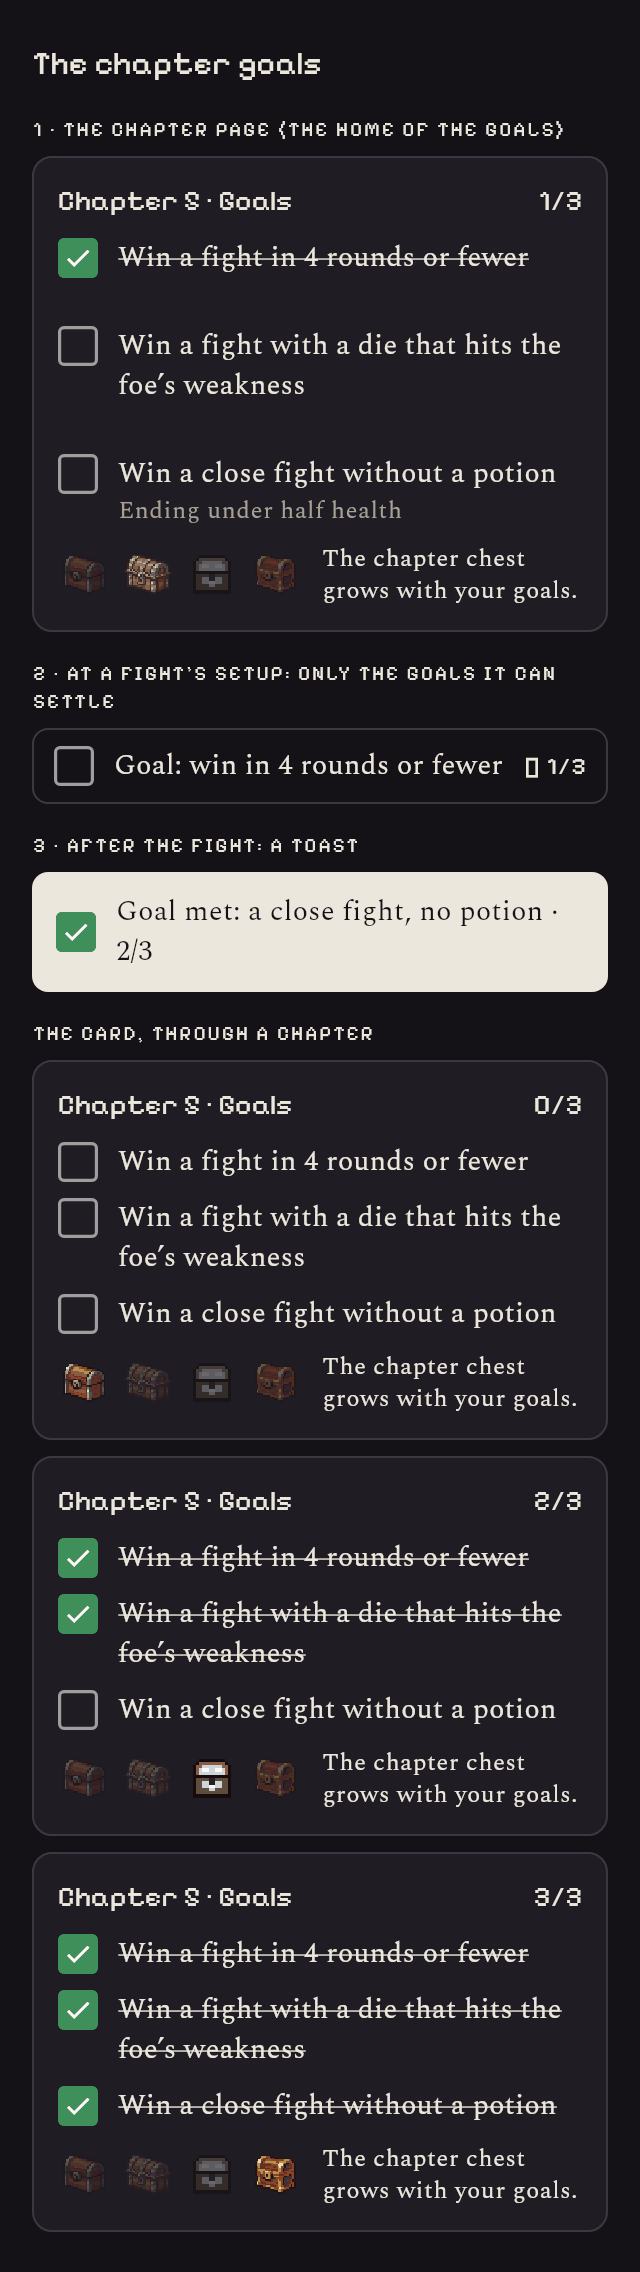 The chapter goals
1 · THE CHAPTER PAGE (THE HOME OF THE GOALS)
Chapter 8 · Goals
1/3
Win a fight in 4 rounds or fewer
Win a fight with a die that hits the
foe’s weakness
Win a close fight without a potion
Ending under half health
The chapter chest
grows with your goals.
2 · AT A FIGHT'S SETUP: ONLY THE GOALS IT CAN
SETTLE
Goal: win in 4 rounds or fewer
▯ 1/3
3 · AFTER THE FIGHT: A TOAST
Goal met: a close fight, no potion ·
2/3
THE CARD, THROUGH A CHAPTER
Chapter 8 · Goals
0/3
Win a fight in 4 rounds or fewer
Win a fight with a die that hits the
foe’s weakness
Win a close fight without a potion
The chapter chest
grows with your goals.
Chapter 8 · Goals
2/3
Win a fight in 4 rounds or fewer
Win a fight with a die that hits the
foe’s weakness
Win a close fight without a potion
The chapter chest
grows with your goals.
Chapter 8 · Goals
3/3
Win a fight in 4 rounds or fewer
Win a fight with a die that hits the
foe’s weakness
Win a close fight without a potion
The chapter chest
grows with your goals.